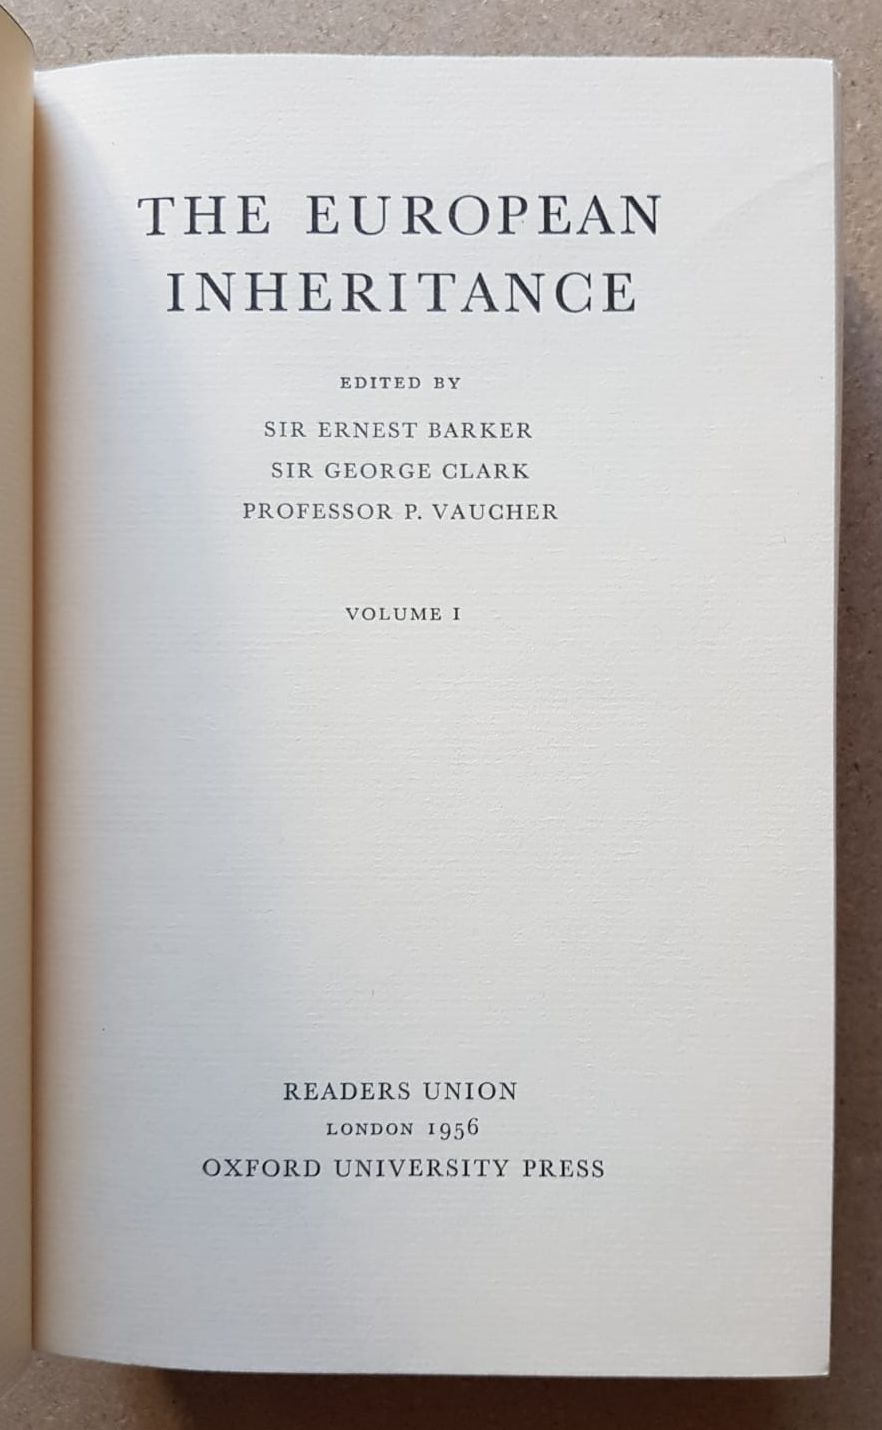 THE EUROPEAN
INHERITANCE
EDITED BY
SIR ERNEST BARKER
SIR GEORGE CLARK
PROFESSOR P. VAUCHER
VOLUME I
READERS UNION
LONDON 1956
OXFORD UNIVERSITY PRESS